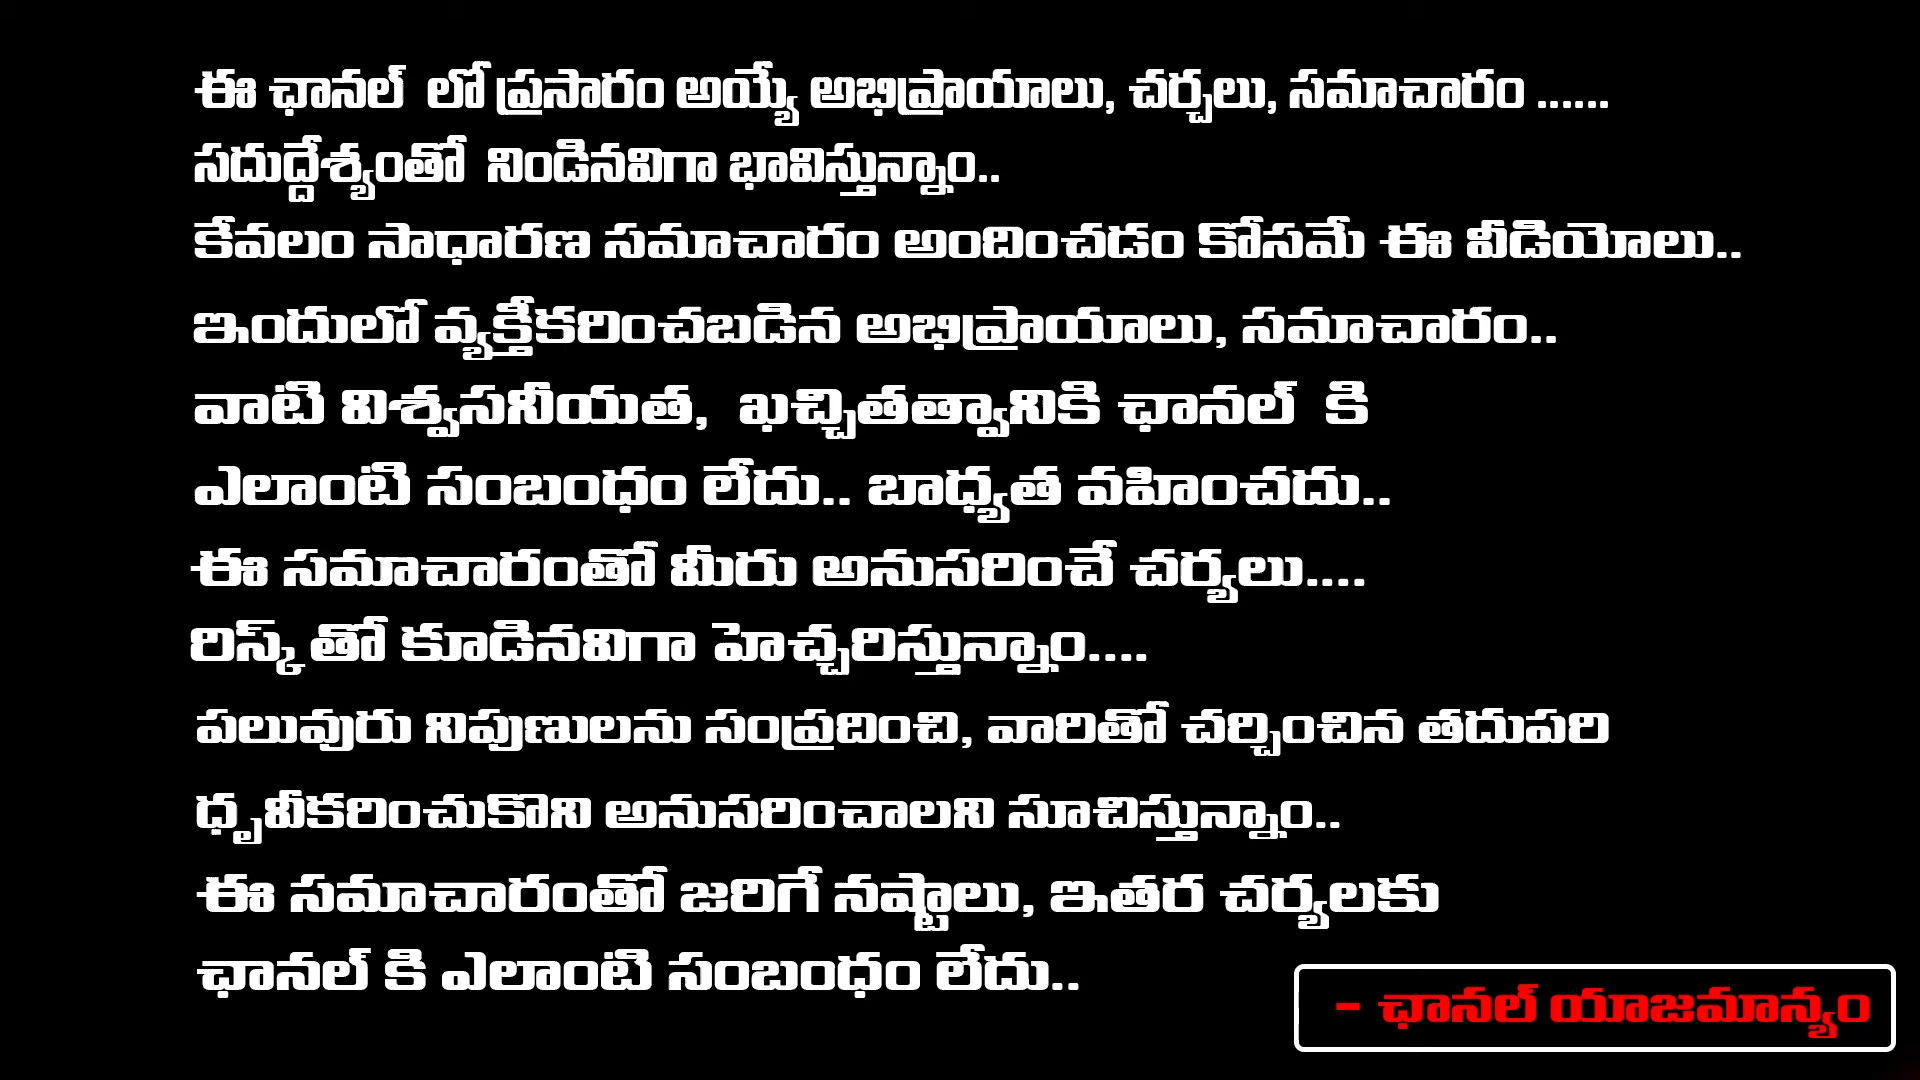 ఈ ఛానల్ లో ప్రసారం అయ్యే అభిప్రాయాలు, చర్చలు, సమాచారం ......
సదుద్దేశ్యంతో నిండినవిగా భావిస్తున్నాం..
కేవలం సాధారణ సమాచారం అందించడం కోసమే ఈ వీడియోలు..
ఇందులో వ్యక్తీకరించబడిన అభిప్రాయాలు, సమాచారం..
వాటి విశ్వసనీయత, ఖచ్చితత్వానికి ఛానల్ కి
ఎలాంటి సంబంధం లేదు.. బాధ్యత వహించదు..
ఈ సమాచారంతో మీరు అనుసరించే చర్యలు....
రిస్క్ తో కూడినవిగా హెచ్చరిస్తున్నాం....
పలువురు నిపుణులను సంప్రదించి, వారితో చర్చించిన తదుపరి
ధృవీకరించుకొని అనుసరించాలని సూచిస్తున్నాం..
ఈ సమాచారంతో జరిగే నష్టాలు, ఇతర చర్యలకు
ఛానల్ కి ఎలాంటి సంబంధం లేదు..
- ఛానల్ యాజమాన్యం